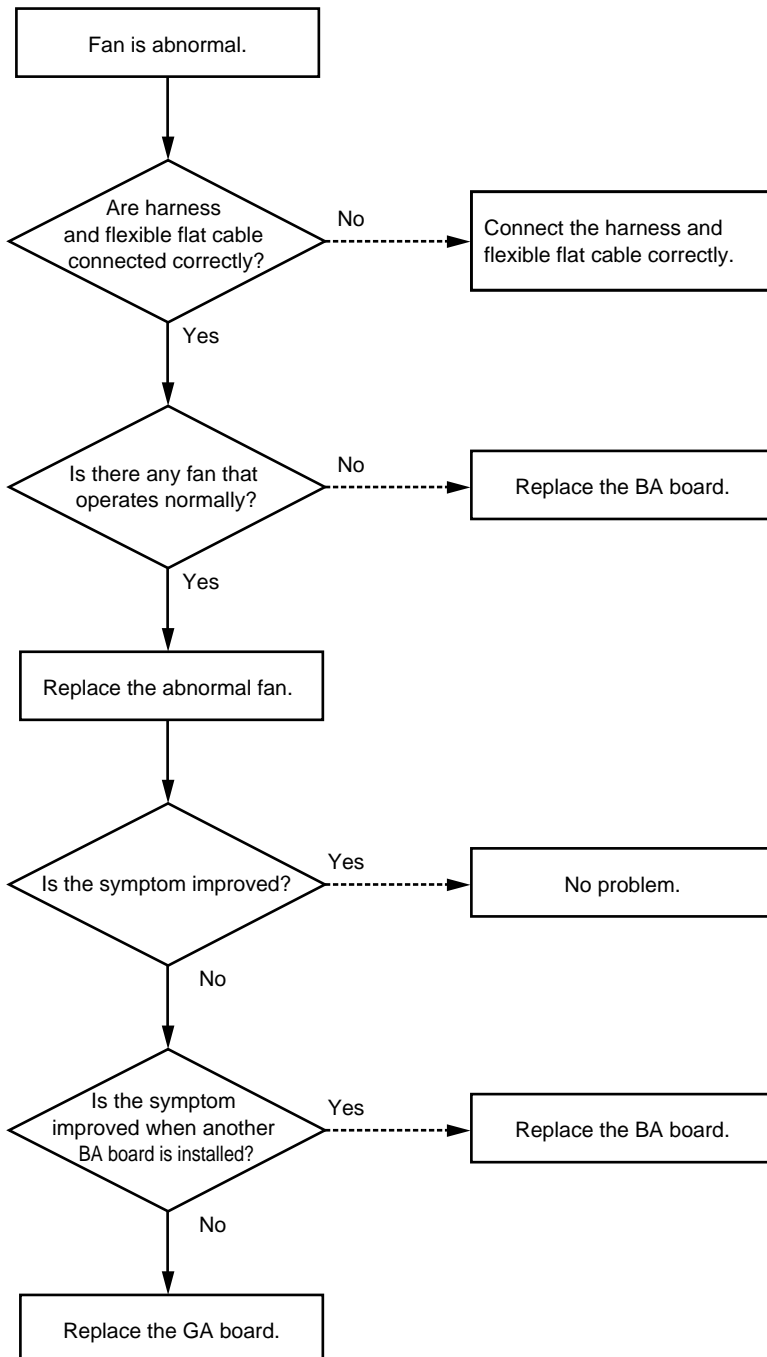 Fan is abnormal.
Are harness
and flexible flat cable
connected correctly?
No
Connect the harness and
flexible flat cable correctly.
Yes
Is there any fan that
operates normally?
No
Replace the BA board.
Yes
Replace the abnormal fan.
Is the symptom improved?
Yes
No problem.
No
Is the symptom
improved when another
BA board is installed?
Yes
Replace the BA board.
No
Replace the GA board.